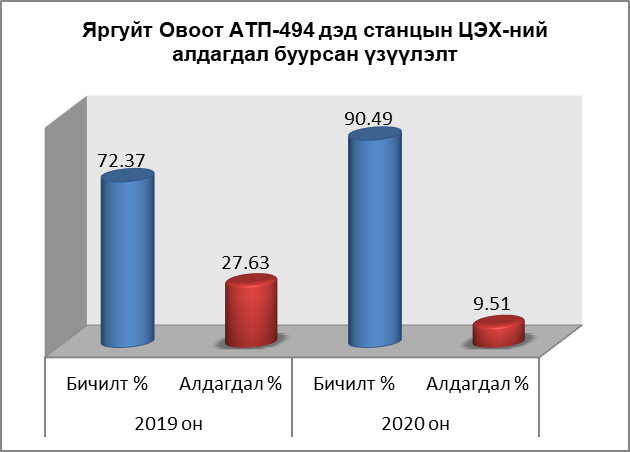 Яргуйт Овоот АТП-494 дэд станцын ЦЭХ-ний
алдагдал буурсан үзүүлэлт
72.37
27.63
90.49
9.51
Бичилт % Алдагдал % Бичилт % Алдагдал %
2019 он 2020 он